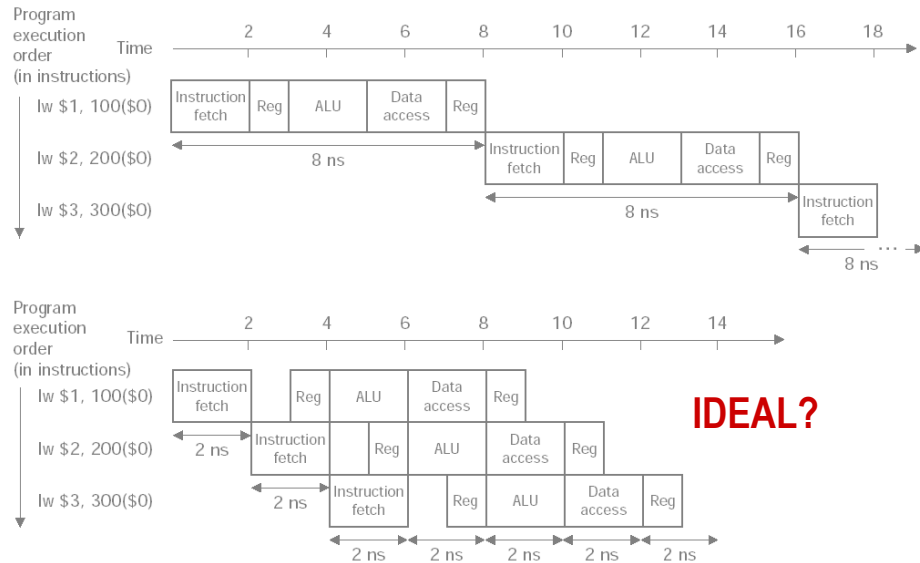 Program
execution
order
(in instructions)
Time
2 4 6 8 10 12 14 16 18
lw $1, 100($0)
Instruction
fetch
Reg
ALU
Data
access
Reg
8 ns
lw $2, 200($0)
Instruction
fetch
Reg
ALU
Data
access
Reg
8 ns
lw $3, 300($0)
Instruction
fetch
...
8 ns
Program
execution
order
(in instructions)
Time
2 4 6 8 10 12 14
lw $1, 100($0)
Instruction
fetch
Reg
ALU
Data
access
Reg
IDEAL?
2 ns
lw $2, 200($0)
Instruction
fetch
Reg
ALU
Data
access
Reg
2 ns
lw $3, 300($0)
Instruction
fetch
Reg
ALU
Data
access
Reg
2 ns 2 ns 2 ns 2 ns 2 ns